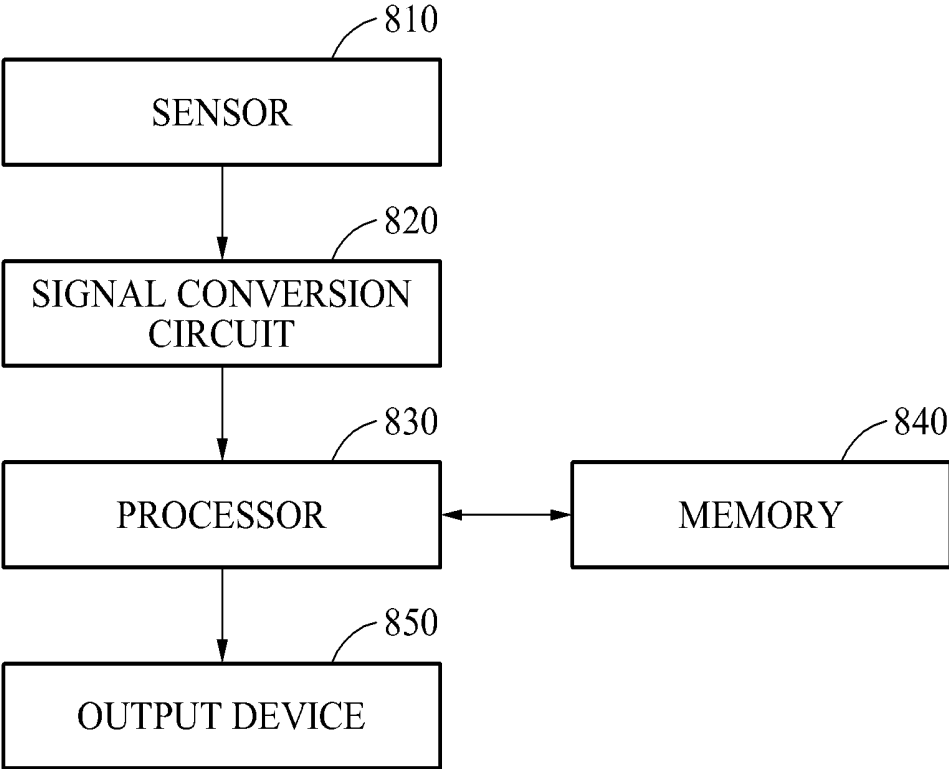 810
SENSOR
820
SIGNAL CONVERSION
CIRCUIT
830
PROCESSOR
840
MEMORY
850
OUTPUT DEVICE